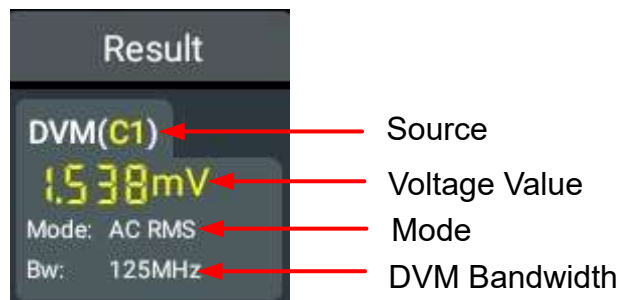 Result
DVM(C1)
Source
1.538mV
Voltage Value
Mode: AC RMS
Mode
Bw: 125MHz
DVM Bandwidth